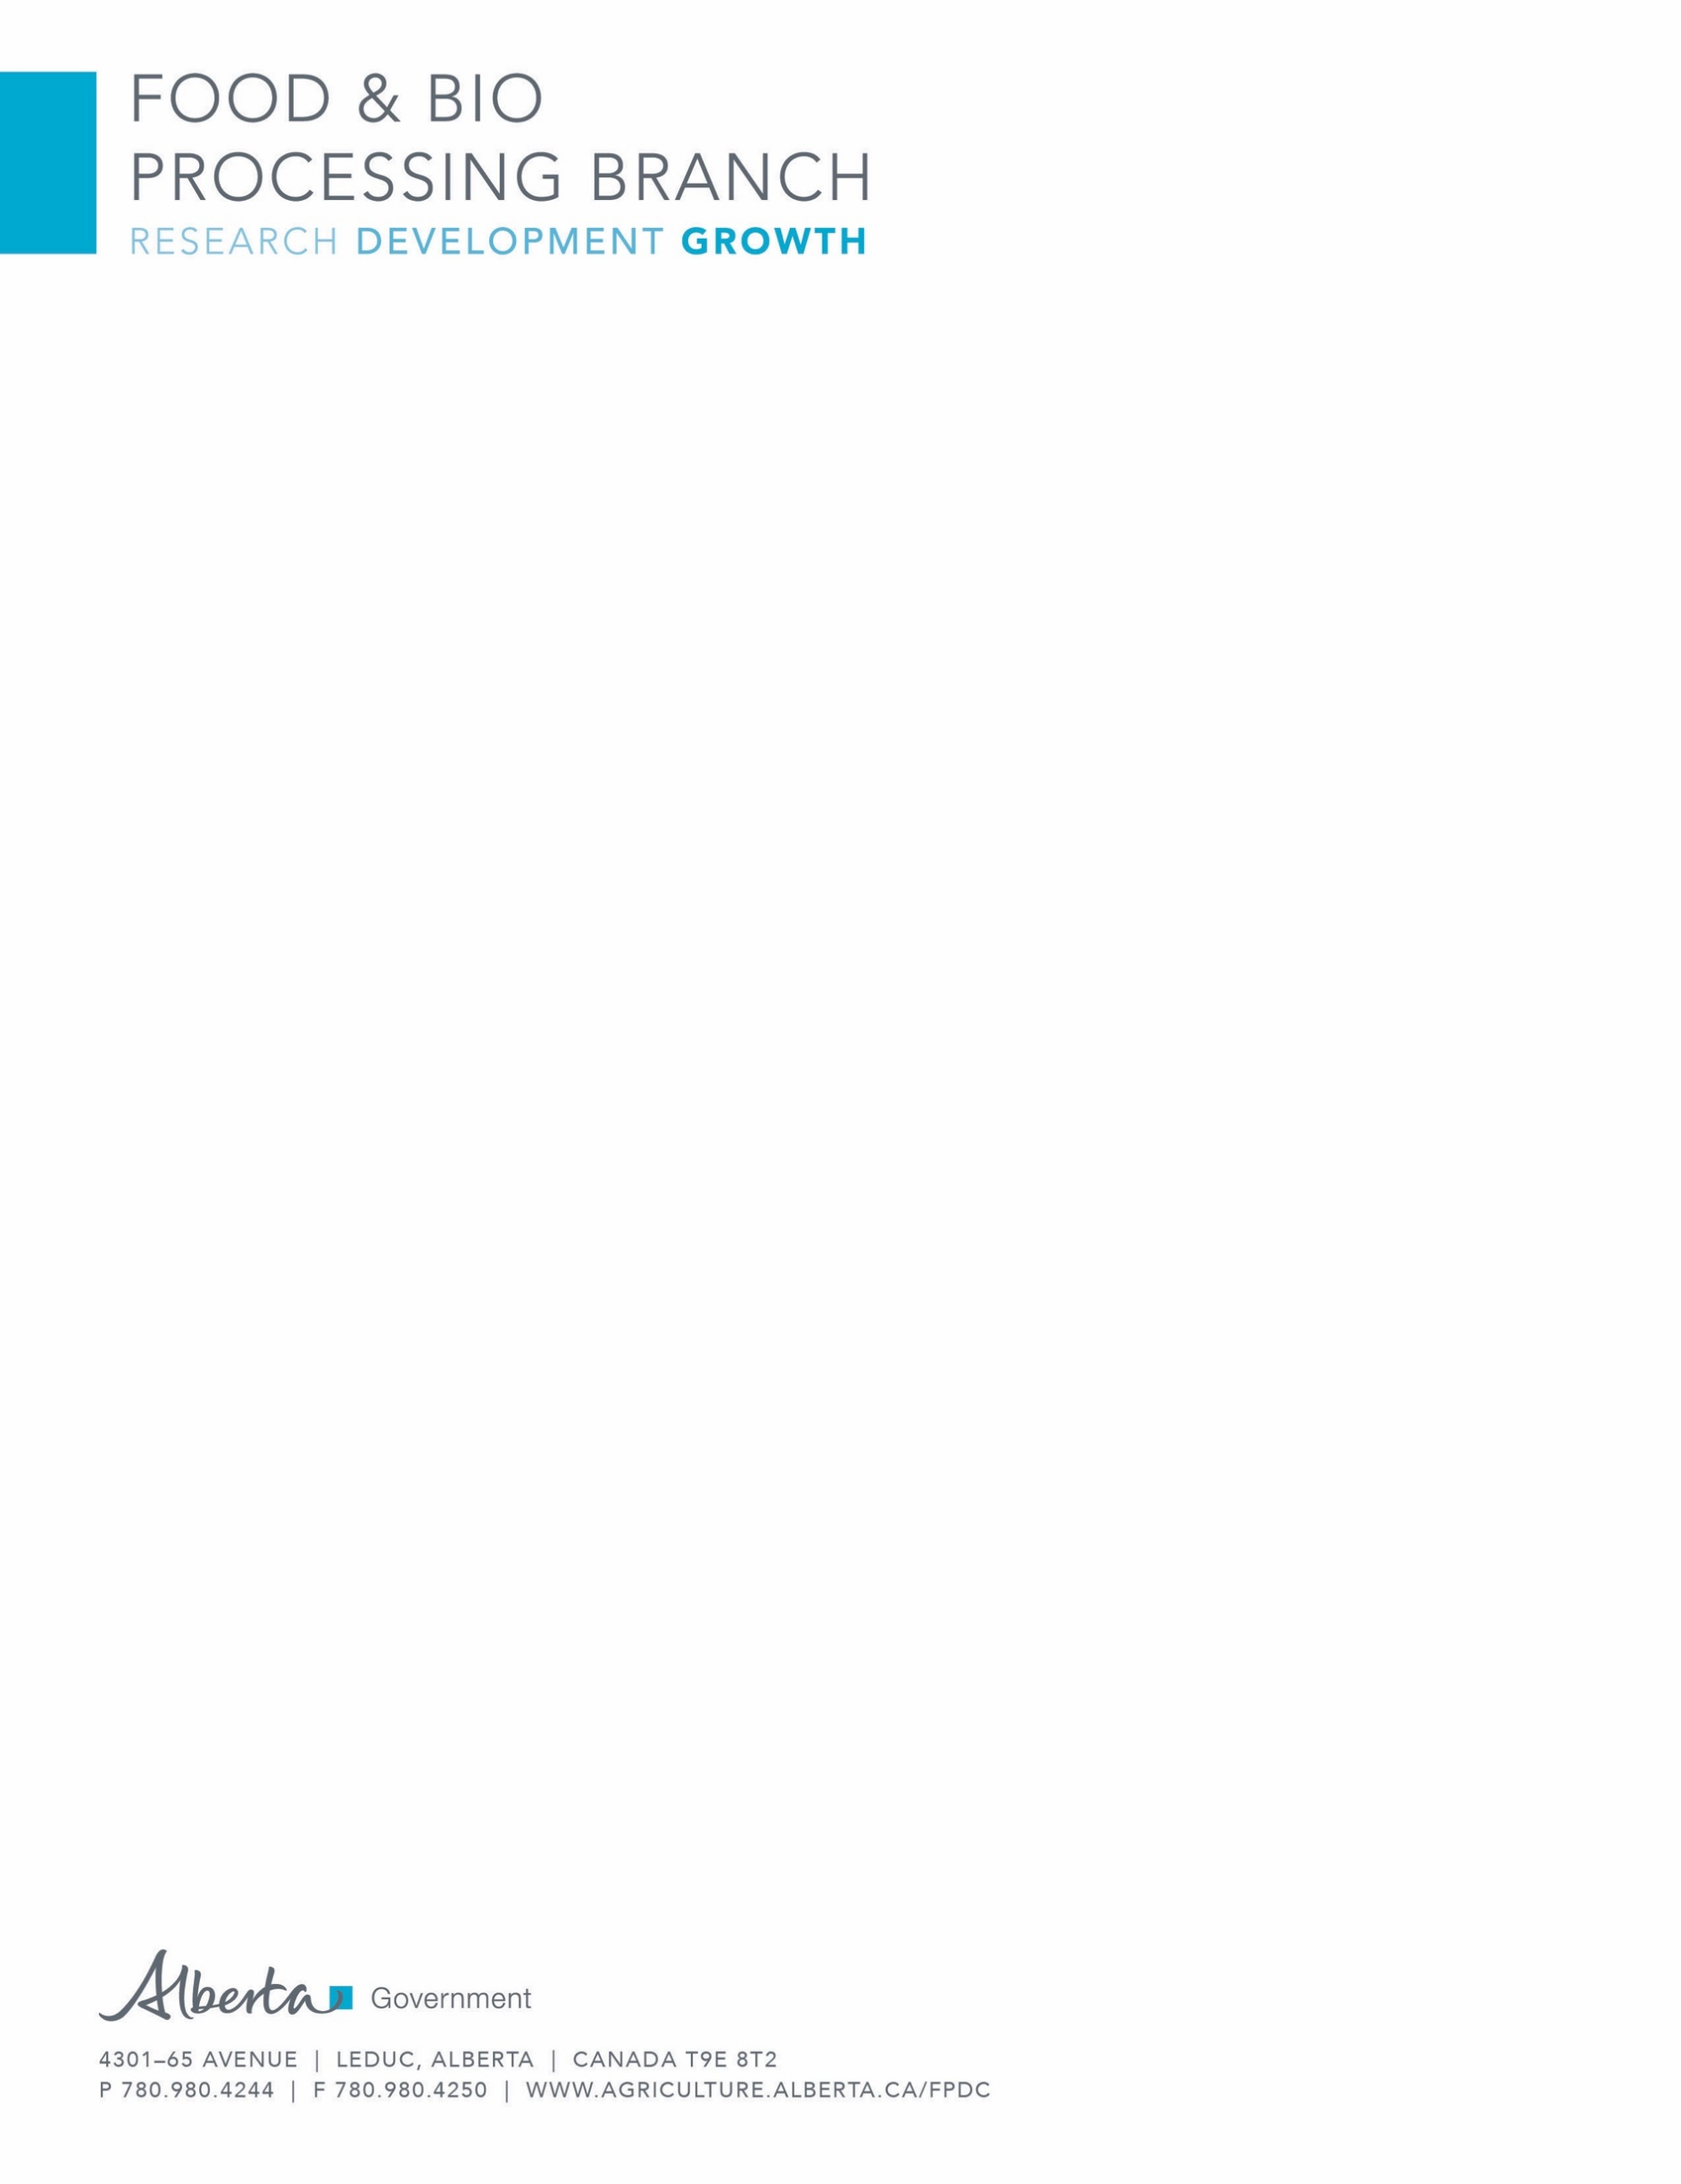 FOOD & BIO
PROCESSING BRANCH
RESEARCH DEVELOPMENT GROWTH
Alberta Government
4301–65 AVENUE | LEDUC, ALBERTA | CANADA T9E 8T2
P 780.980.4244 | F 780.980.4250 | WWW.AGRICULTURE.ALBERTA.CA/FPDC